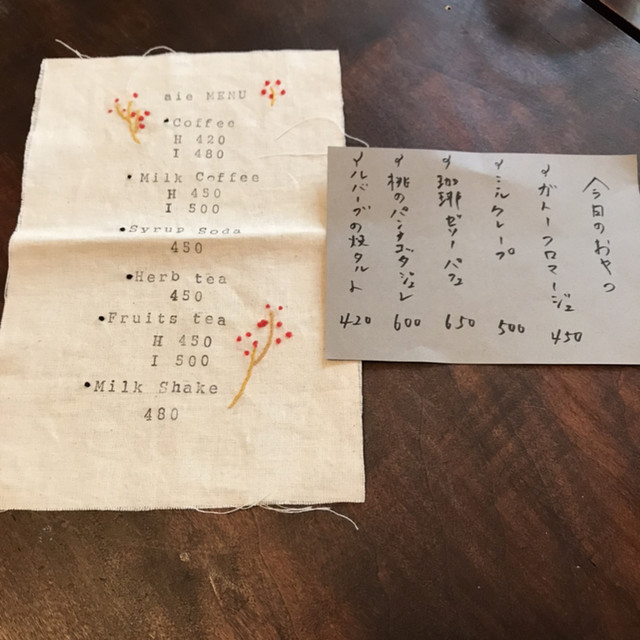 aie MENU
•Coffee
H 420
I 480
•Milk Coffee
H 450
I 500
•Syrup Soda
450
•Herb tea
450
•Fruits tea
H 450
I 500
•Milk Shake
480
今日のおやつ
ガトーフロマージュ 450
ミルクレープ 500
珈琲ゼリーパフェ 650
桃のパンナコッタジュレ 600
ルバーブの焼タルト 420